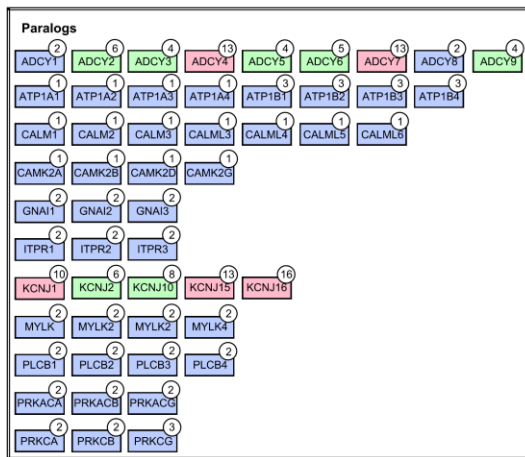 Paralogs
2 6 4 13 4 5 13 2 4
ADCY1 ADCY2 ADCY3 ADCY4 ADCY5 ADCY6 ADCY7 ADCY8 ADCY9
1 1 1 1 3 3 3 3
ATP1A1 ATP1A2 ATP1A3 ATP1A4 ATP1B1 ATP1B2 ATP1B3 ATP1B4
1 1 1 1 1 1 1
CALM1 CALM2 CALM3 CALML3 CALML4 CALML5 CALML6
1 1 1 1
CAMK2A CAMK2B CAMK2D CAMK2G
2 2 2
GNAI1 GNAI2 GNAI3
2 2 2
ITPR1 ITPR2 ITPR3
10 6 8 13 16
KCNJ1 KCNJ2 KCNJ10 KCNJ15 KCNJ16
2 2 2 2
MYLK MYLK2 MYLK2 MYLK4
2 2 2 2
PLCB1 PLCB2 PLCB3 PLCB4
2 2 2
PRKACA PRKACB PRKACG
2 2 3
PRKCA PRKCB PRKCG